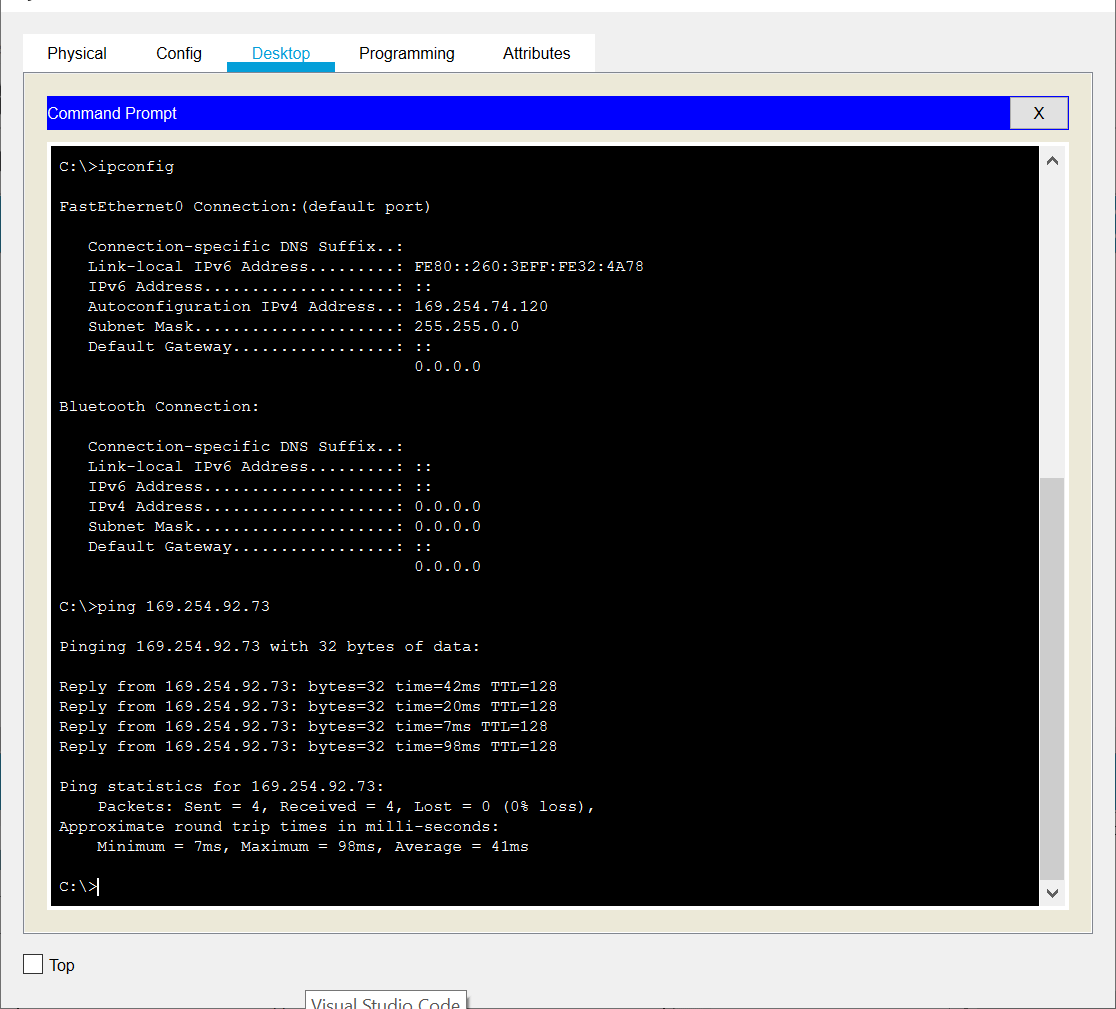 Physical Config Desktop Programming Attributes
Command Prompt X
C:\>ipconfig
FastEthernet0 Connection:(default port)
Connection-specific DNS Suffix..:
Link-local IPv6 Address.........: FE80::260:3EFF:FE32:4A78
IPv6 Address....................: ::
Autoconfiguration IPv4 Address..: 169.254.74.120
Subnet Mask.....................: 255.255.0.0
Default Gateway.................: ::
0.0.0.0
Bluetooth Connection:
Connection-specific DNS Suffix..:
Link-local IPv6 Address.........: ::
IPv6 Address....................: ::
IPv4 Address....................: 0.0.0.0
Subnet Mask.....................: 0.0.0.0
Default Gateway.................: ::
0.0.0.0
C:\>ping 169.254.92.73
Pinging 169.254.92.73 with 32 bytes of data:
Reply from 169.254.92.73: bytes=32 time=42ms TTL=128
Reply from 169.254.92.73: bytes=32 time=20ms TTL=128
Reply from 169.254.92.73: bytes=32 time=7ms TTL=128
Reply from 169.254.92.73: bytes=32 time=98ms TTL=128
Ping statistics for 169.254.92.73:
Packets: Sent = 4, Received = 4, Lost = 0 (0% loss),
Approximate round trip times in milli-seconds:
Minimum = 7ms, Maximum = 98ms, Average = 41ms
C:\>
Top
Visual Studio Code